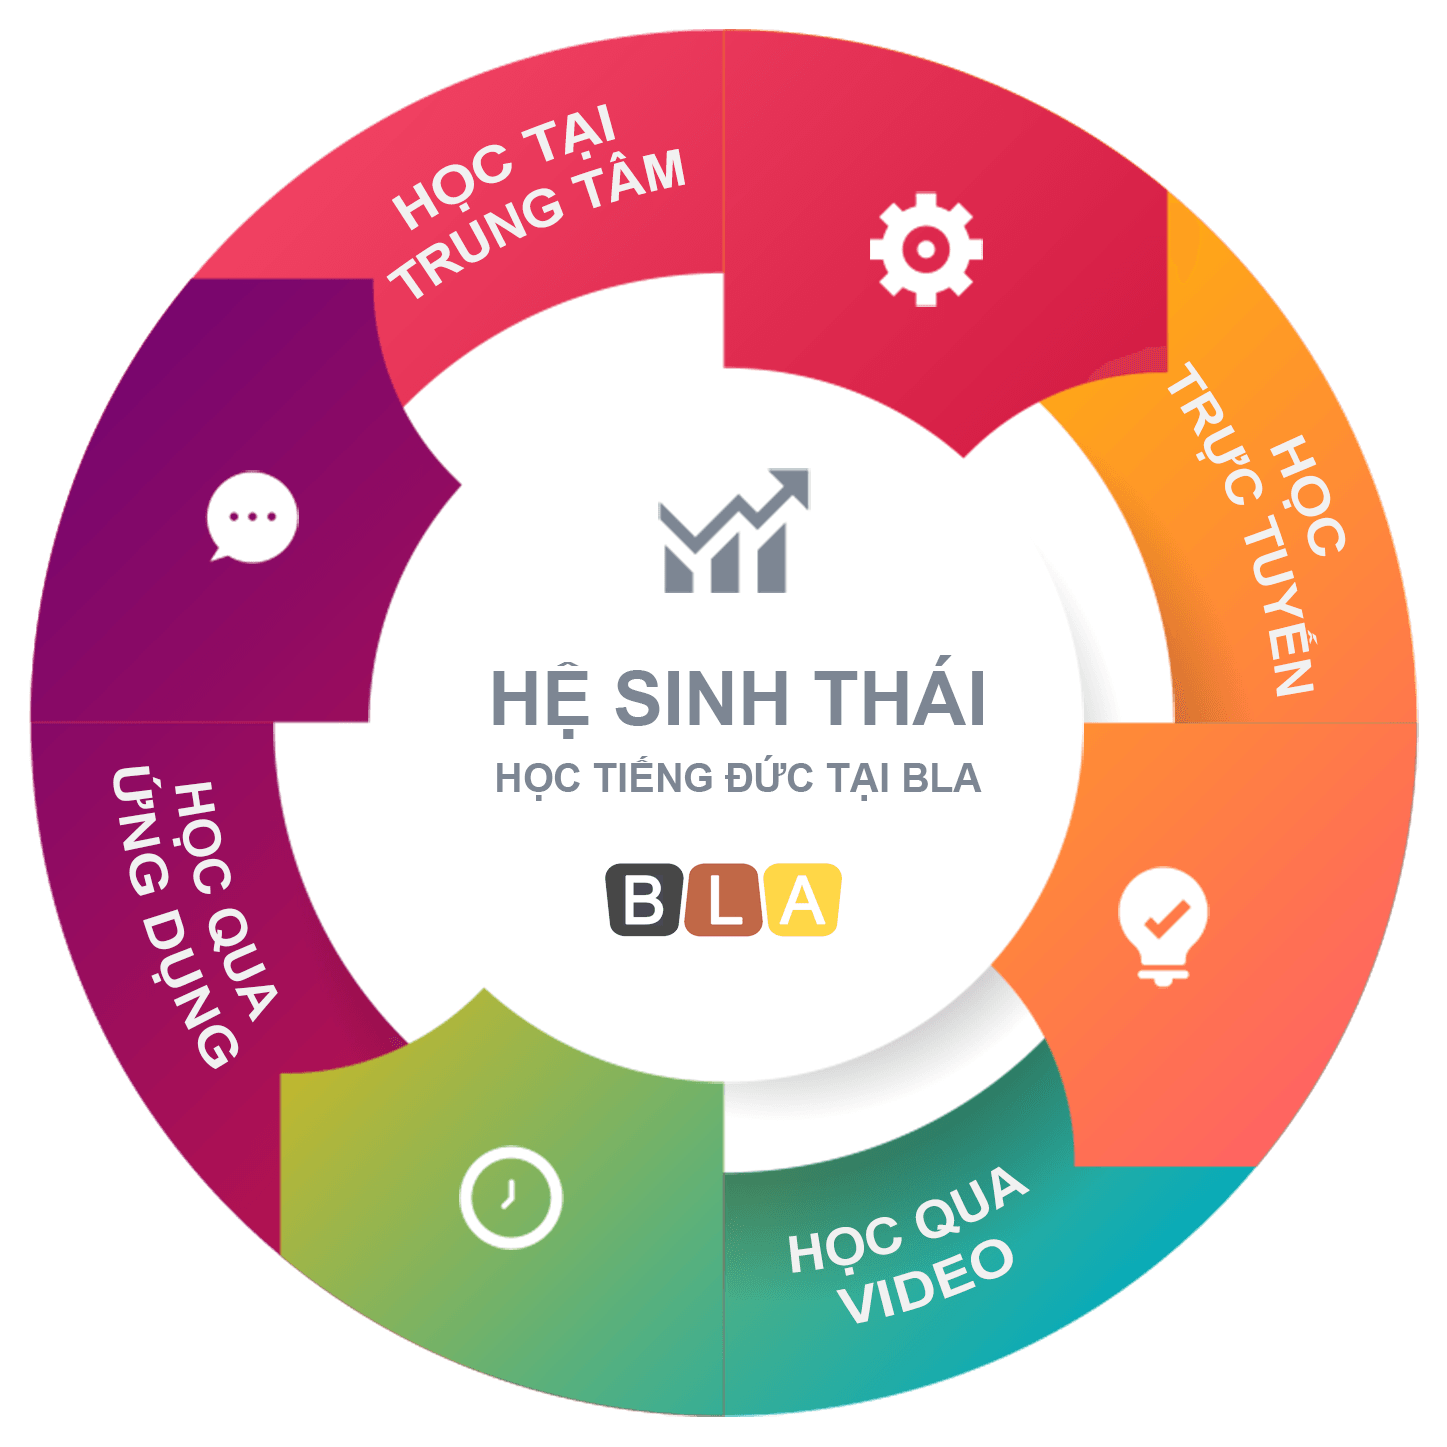 HỌC TẠI
TRUNG TÂM
HỌC
TRỰC TUYẾN
HỆ SINH THÁI
HỌC TIẾNG ĐỨC TẠI BLA
BLA
HỌC QUA
ỨNG DỤNG
HỌC QUA
VIDEO